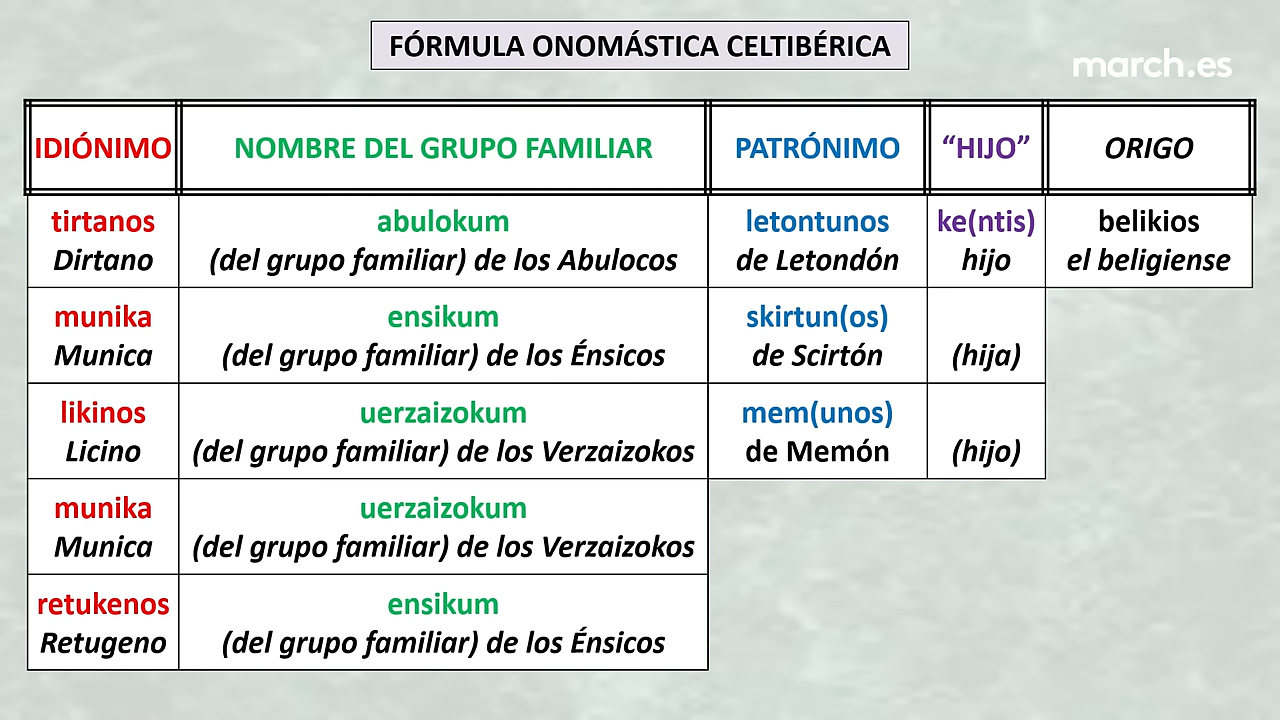 FÓRMULA ONOMÁSTICA CELTIBÉRICA
march.es
IDIÓNIMO
NOMBRE DEL GRUPO FAMILIAR
PATRÓNIMO
“HIJO”
ORIGO
tirtanos
Dirtano
abulokum
(del grupo familiar) de los Abulocos
letontunos
de Letondón
ke(ntis)
hijo
belikios
el beligiense
munika
Munica
ensikum
(del grupo familiar) de los Énsicos
skirtun(os)
de Scirtón
(hija)
likinos
Licino
uerzaizokum
(del grupo familiar) de los Verzaizokos
mem(unos)
de Memón
(hijo)
munika
Munica
uerzaizokum
(del grupo familiar) de los Verzaizokos
retukenos
Retugeno
ensikum
(del grupo familiar) de los Énsicos